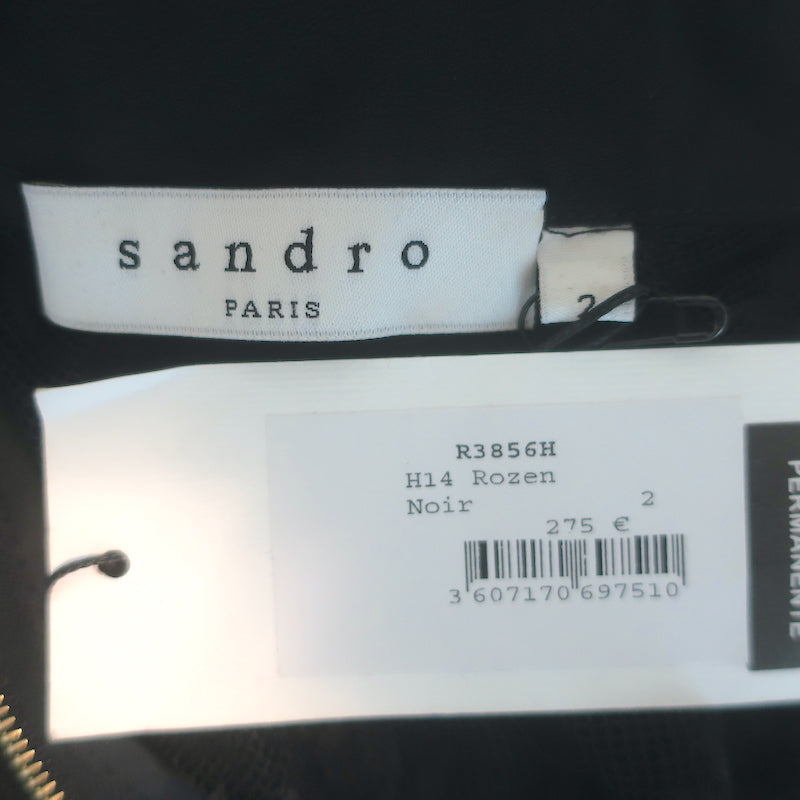 sandro
PARIS
2
R3856H
H14 Rozen
Noir 2
275 €
3 607170 697510
PERMANENTE